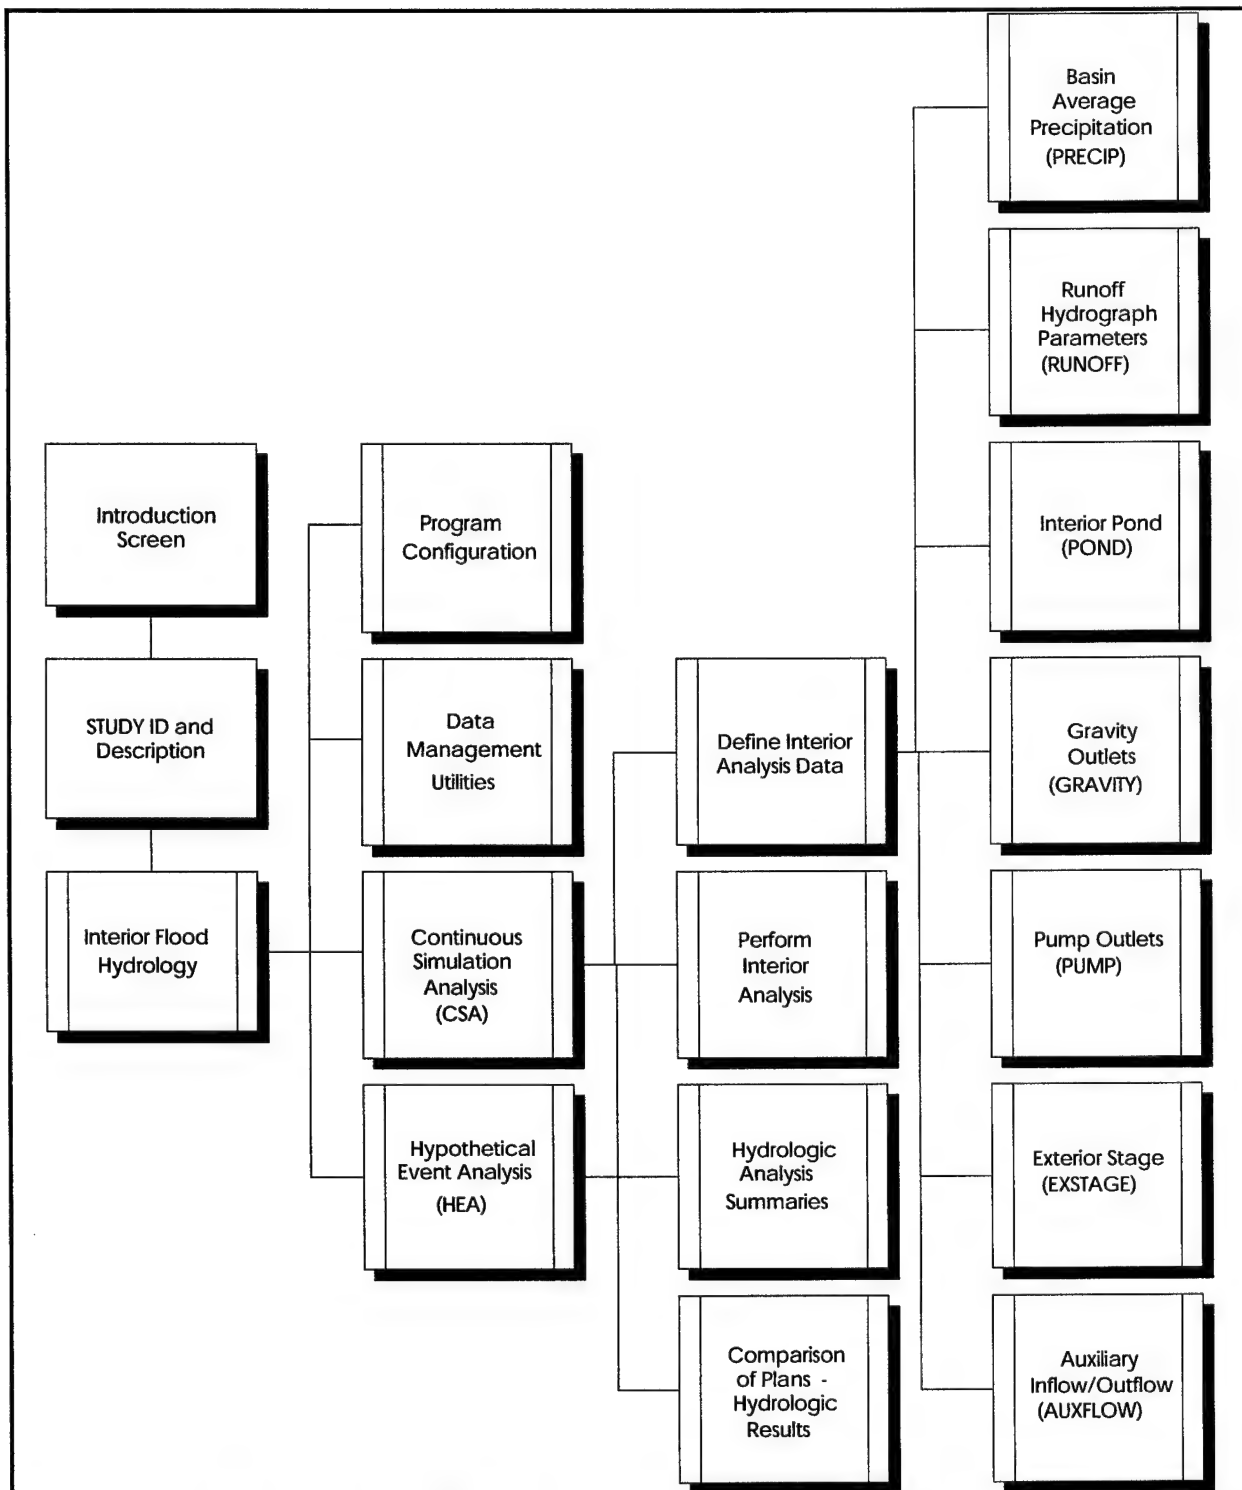 Introduction
Screen
STUDY ID and
Description
Interior Flood
Hydrology
Program
Configuration
Data
Management
Utilities
Continuous
Simulation
Analysis
(CSA)
Hypothetical
Event Analysis
(HEA)
Define Interior
Analysis Data
Perform
Interior
Analysis
Hydrologic
Analysis
Summaries
Comparison
of Plans -
Hydrologic
Results
Basin
Average
Precipitation
(PRECIP)
Runoff
Hydrograph
Parameters
(RUNOFF)
Interior Pond
(POND)
Gravity
Outlets
(GRAVITY)
Pump Outlets
(PUMP)
Exterior Stage
(EXSTAGE)
Auxiliary
Inflow/Outflow
(AUXFLOW)